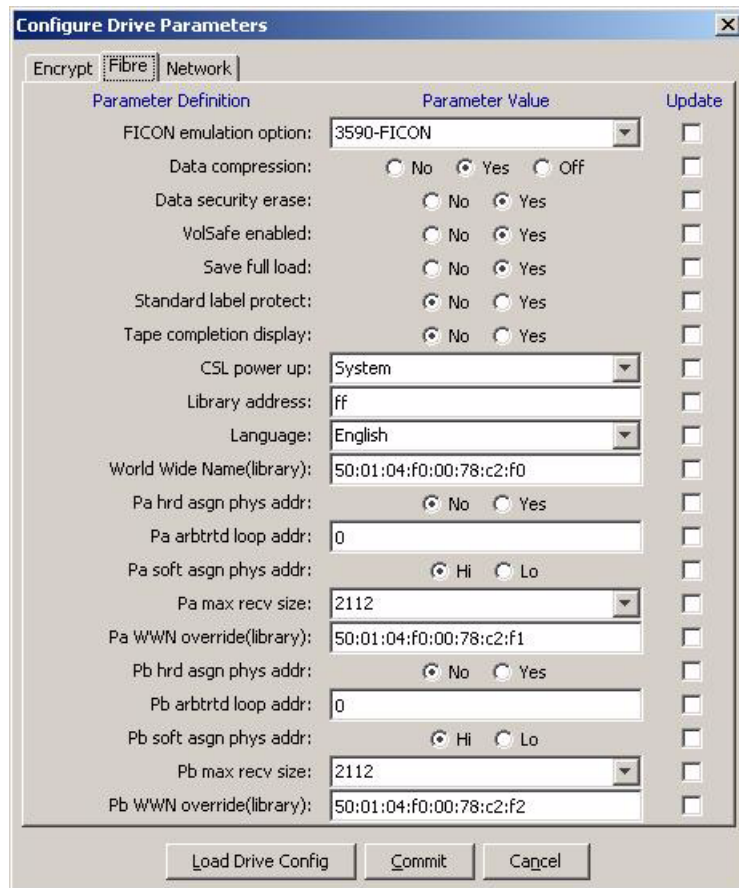 Configure Drive Parameters
Encrypt Fibre Network
Parameter Definition Parameter Value Update
FICON emulation option: 3590-FICON
Data compression: No Yes Off
Data security erase: No Yes
VolSafe enabled: No Yes
Save full load: No Yes
Standard label protect: No Yes
Tape completion display: No Yes
CSL power up: System
Library address: ff
Language: English
World Wide Name(library): 50:01:04:f0:00:78:c2:f0
Pa hrd asgn phys addr: No Yes
Pa arbtrtd loop addr: 0
Pa soft asgn phys addr: Hi Lo
Pa max recv size: 2112
Pa WWN override(library): 50:01:04:f0:00:78:c2:f1
Pb hrd asgn phys addr: No Yes
Pb arbtrtd loop addr: 0
Pb soft asgn phys addr: Hi Lo
Pb max recv size: 2112
Pb WWN override(library): 50:01:04:f0:00:78:c2:f2
Load Drive Config Commit Cancel